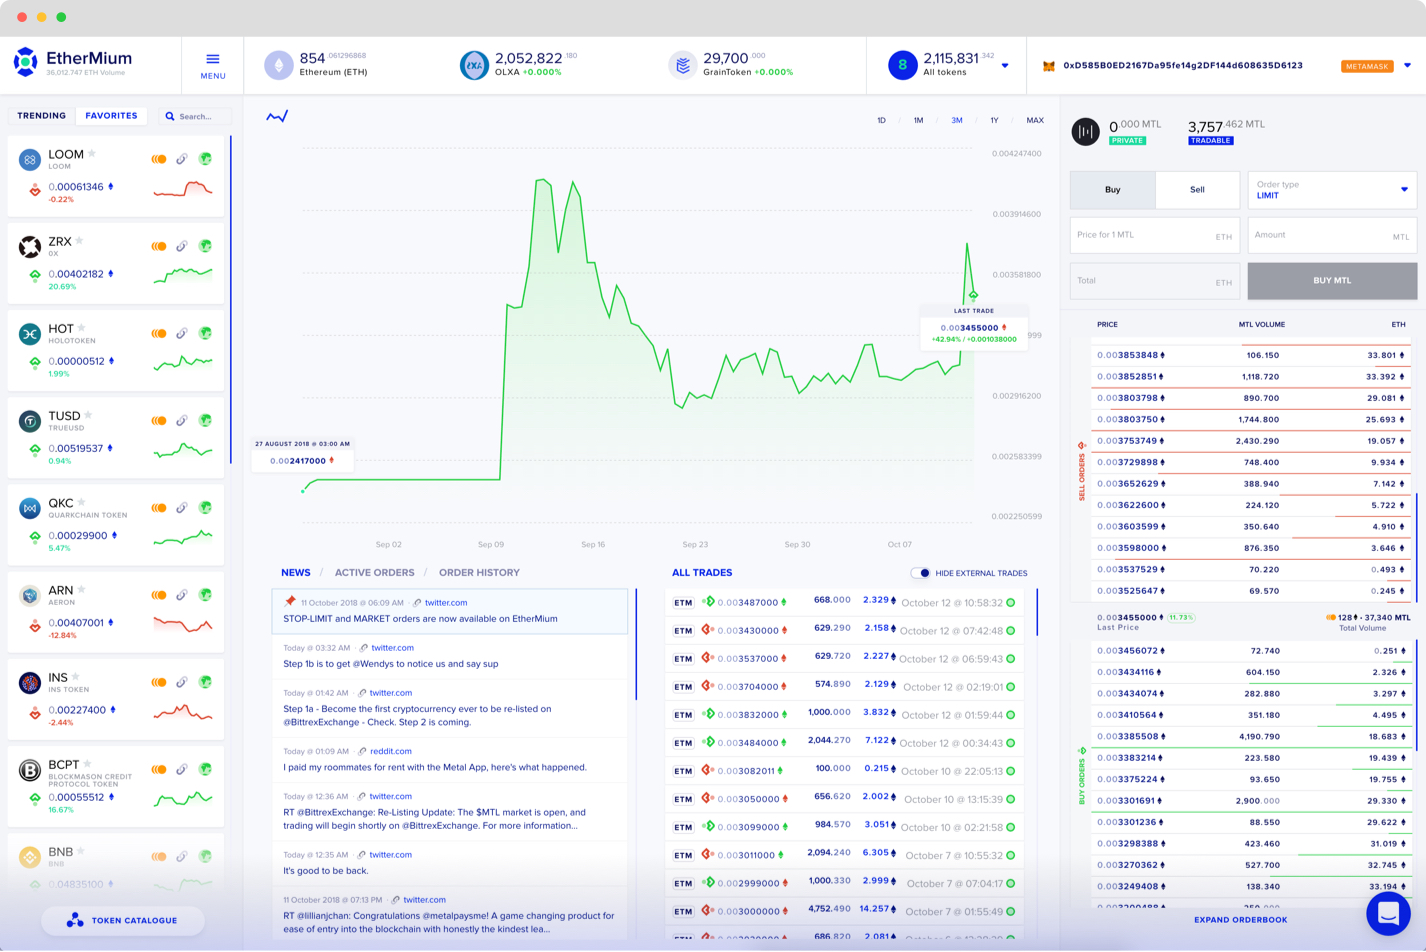 EtherMium
36,012.747 ETH Volume
MENU
854 .061296868
Ethereum (ETH)
2,052,822 .180
OLXA +0.000%
29,700 .000
GrainToken +0.000%
2,115,831 .342
All tokens
0xD585B0ED2167Da95fe14g2DF144d608635D6123
METAMASK
TRENDING
FAVORITES
Search...
LOOM
LOOM
0.00061346
-0.22%
ZRX
0X
0.00402182
20.69%
HOT
HOLOTOKEN
0.00000512
1.99%
TUSD
TRUEUSD
0.00519537
0.94%
QKC
QUARKCHAIN TOKEN
0.00029900
5.47%
ARN
AERON
0.00407001
-12.84%
INS
INS TOKEN
0.00227400
-2.44%
BCPT
BLOCKMASON CREDIT
PROTOCOL TOKEN
0.00055512
16.67%
BNB
BNB
0.04835100
TOKEN CATALOGUE
1D / 1M / 3M / 1Y / MAX
0.004247400
0.003914600
0.003581800
999
0.002916200
0.002583399
0.002250599
LAST TRADE
0.003455000
+42.94% / +0.001038000
27 AUGUST 2018 @ 03:00 AM
0.002417000
Sep 02
Sep 09
Sep 16
Sep 23
Sep 30
Oct 07
NEWS / ACTIVE ORDERS / ORDER HISTORY
11 October 2018 @ 06:09 AM · twitter.com
STOP-LIMIT and MARKET orders are now available on EtherMium
Today @ 03:32 AM · twitter.com
Step 1b is to get @Wendys to notice us and say sup
Today @ 01:42 AM · twitter.com
Step 1a - Become the first cryptocurrency ever to be re-listed on
@BittrexExchange - Check. Step 2 is coming.
Today @ 01:09 AM · reddit.com
I paid my roommates for rent with the Metal App, here's what happened.
Today @ 12:36 AM · twitter.com
RT @BittrexExchange: Re-Listing Update: The $MTL market is open, and
trading will begin shortly on @BittrexExchange. For more information...
Today @ 12:35 AM · twitter.com
It's good to be back.
11 October 2018 @ 07:13 PM · twitter.com
RT @lillianjchan: Congratulations @metalpaysme! A game changing product for
ease of entry into the blockchain with honestly the kindest lea...
ALL TRADES
HIDE EXTERNAL TRADES
ETM 0.003487000 668.000 2.329 October 12 @ 10:58:32
ETM 0.003430000 629.290 2.158 October 12 @ 07:42:48
ETM 0.003537000 629.720 2.227 October 12 @ 06:59:43
ETM 0.003704000 574.890 2.129 October 12 @ 02:19:01
ETM 0.003832000 1,000.000 3.832 October 12 @ 01:59:44
ETM 0.003484000 2,044.270 7.122 October 12 @ 00:34:43
ETM 0.003082011 100.000 0.215 October 10 @ 22:05:13
ETM 0.003050000 656.620 2.002 October 10 @ 13:15:39
ETM 0.003099000 984.570 3.051 October 10 @ 02:21:58
ETM 0.003011000 2,094.240 6.305 October 7 @ 10:55:32
ETM 0.002999000 1,000.330 2.999 October 7 @ 07:04:17
ETM 0.003000000 4,752.490 14.257 October 7 @ 01:55:49
686.820 2.081
0.000 MTL
PRIVATE
3,757.462 MTL
TRADABLE
Buy
Sell
Order type
LIMIT
Price for 1 MTL ETH
Amount MTL
Total ETH
BUY MTL
PRICE MTL VOLUME ETH
SELL ORDERS
0.003853848 106.150 33.801
0.003852851 1,118.720 33.392
0.003803798 890.700 29.081
0.003803750 1,744.800 25.693
0.003753749 2,430.290 19.057
0.003729898 748.400 9.934
0.003652629 388.940 7.142
0.003622600 224.120 5.722
0.003603599 350.640 4.910
0.003598000 876.350 3.646
0.003537529 70.220 0.493
0.003525647 69.570 0.245
0.003455000 11.73% 128 · 37,340 MTL
Last Price Total Volume
BUY ORDERS
0.003456072 72.740 0.251
0.003434116 604.150 2.326
0.003434074 282.880 3.297
0.003410564 351.180 4.495
0.003385508 4,190.790 18.683
0.003383214 223.580 19.439
0.003375224 93.650 19.755
0.003301691 2,900.000 29.330
0.003301236 88.550 29.622
0.003298388 423.460 31.019
0.003270362 527.700 32.745
0.003249408 138.340 33.194
EXPAND ORDERBOOK